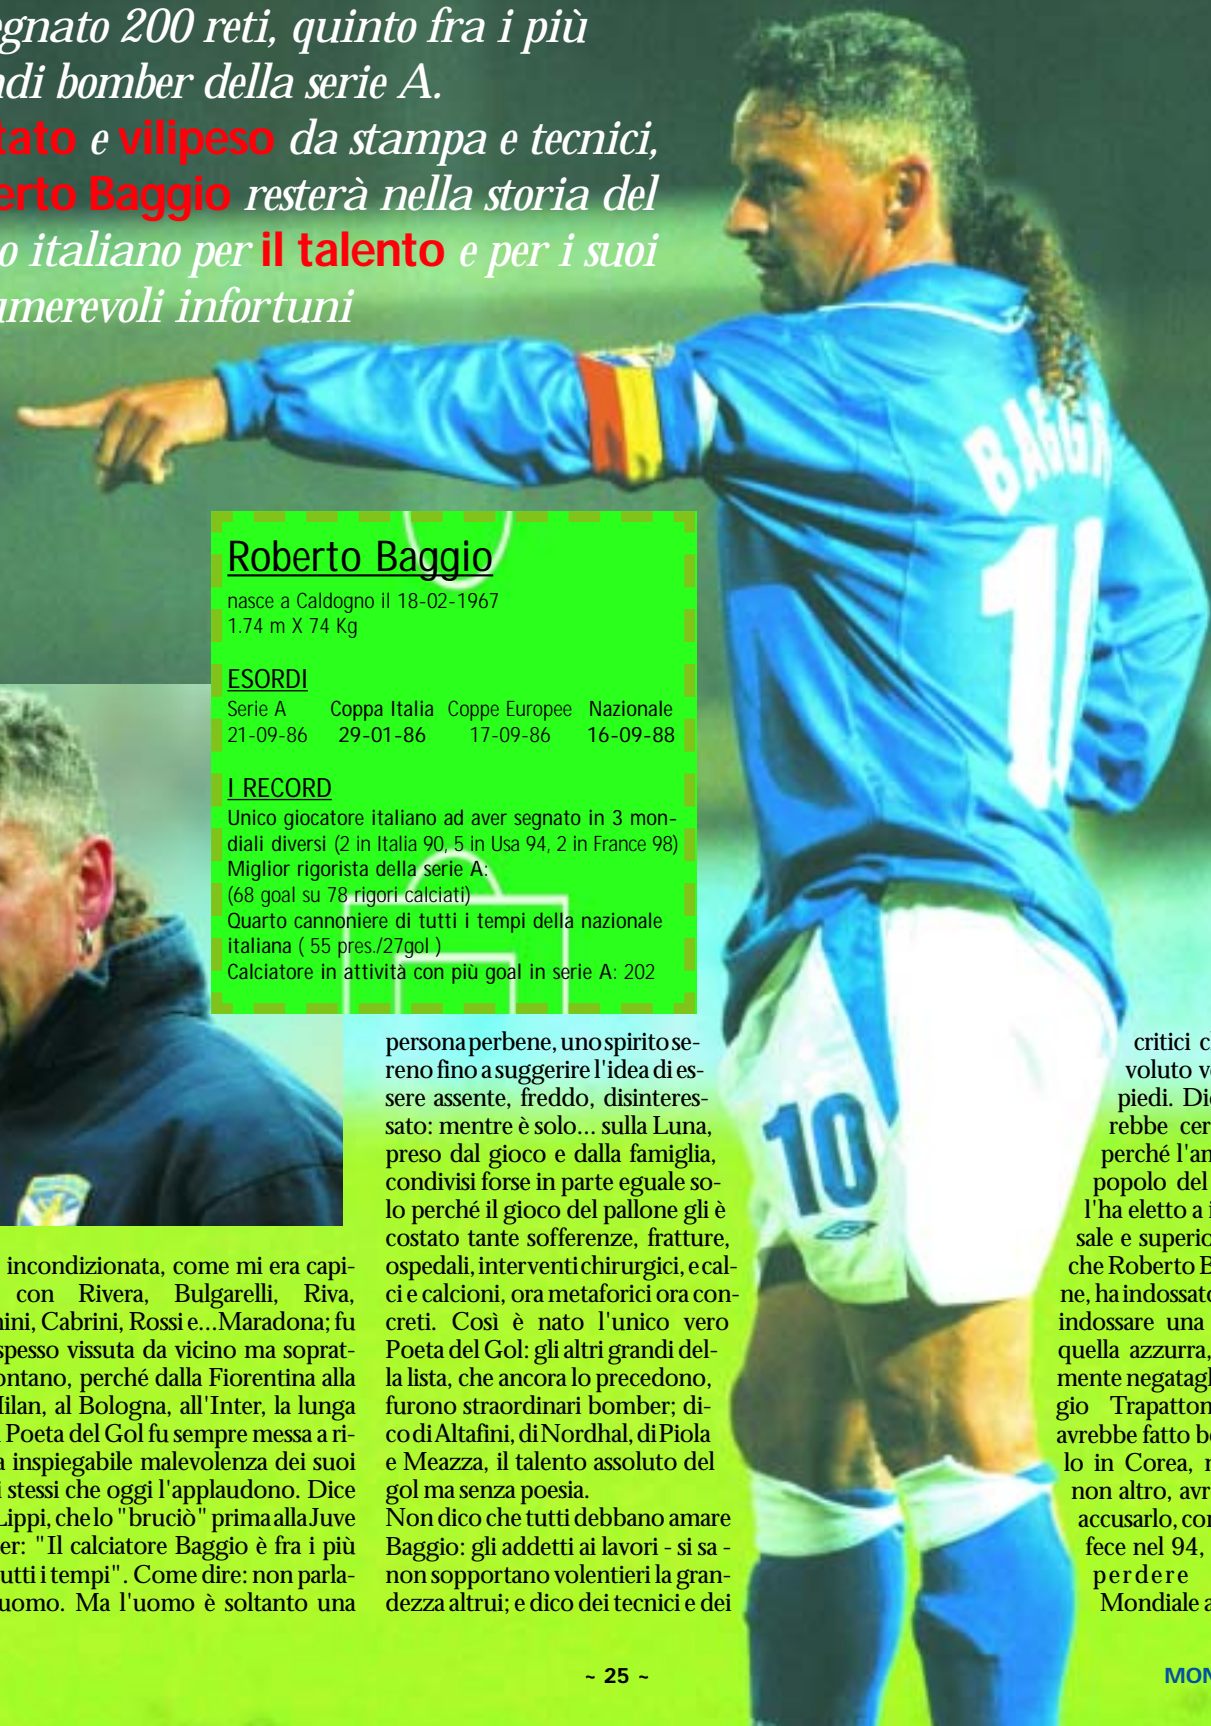 egnato 200 reti, quinto fra i più
ndi bomber della serie A.
tato e vilipeso da stampa e tecnici,
erto Baggio resterà nella storia del
o italiano per il talento e per i suoi
umerevoli infortuni
BAGG
10
Roberto Baggio
nasce a Caldogno il 18-02-1967
1.74 m X 74 Kg
ESORDI
Serie A Coppa Italia Coppe Europee Nazionale
21-09-86 29-01-86 17-09-86 16-09-88
I RECORD
Unico giocatore italiano ad aver segnato in 3 mon-
diali diversi (2 in Italia 90, 5 in Usa 94, 2 in France 98)
Miglior rigorista della serie A:
(68 goal su 78 rigori calciati)
Quarto cannoniere di tutti i tempi della nazionale
italiana ( 55 pres./27gol )
Calciatore in attività con più goal in serie A: 202
10
incondizionata, come mi era capi-
con Rivera, Bulgarelli, Riva,
nini, Cabrini, Rossi e...Maradona; fu
spesso vissuta da vicino ma soprat-
ontano, perché dalla Fiorentina alla
Milan, al Bologna, all'Inter, la lunga
Poeta del Gol fu sempre messa a ri-
a inspiegabile malevolenza dei suoi
i stessi che oggi l'applaudono. Dice
Lippi, che lo "bruciò" prima alla Juve
er: "Il calciatore Baggio è fra i più
utti i tempi". Come dire: non parla-
uomo. Ma l'uomo è soltanto una
persona perbene, uno spirito se-
reno fino a suggerire l'idea di es-
sere assente, freddo, disinteres-
sato: mentre è solo... sulla Luna,
preso dal gioco e dalla famiglia,
condivisi forse in parte eguale so-
lo perché il gioco del pallone gli è
costato tante sofferenze, fratture,
ospedali, interventi chirurgici, e cal-
ci e calcioni, ora metaforici ora con-
creti. Così è nato l'unico vero
Poeta del Gol: gli altri grandi del-
la lista, che ancora lo precedono,
furono straordinari bomber; di-
co di Altafini, di Nordhal, di Piola
e Meazza, il talento assoluto del
gol ma senza poesia.
Non dico che tutti debbano amare
Baggio: gli addetti ai lavori - si sa -
non sopportano volentieri la gran-
dezza altrui; e dico dei tecnici e dei
critici c
voluto v
piedi. Di
rebbe cer
perché l'a
popolo del
l'ha eletto a i
sale e superio
che Roberto B
ne, ha indossato
indossare una
quella azzurra,
mente negatagl
gio Trapatton
avrebbe fatto b
lo in Corea, 
non altro, avr
accusarlo, co
fece nel 94,
perdere
Mondiale a
~ 25 ~
MON